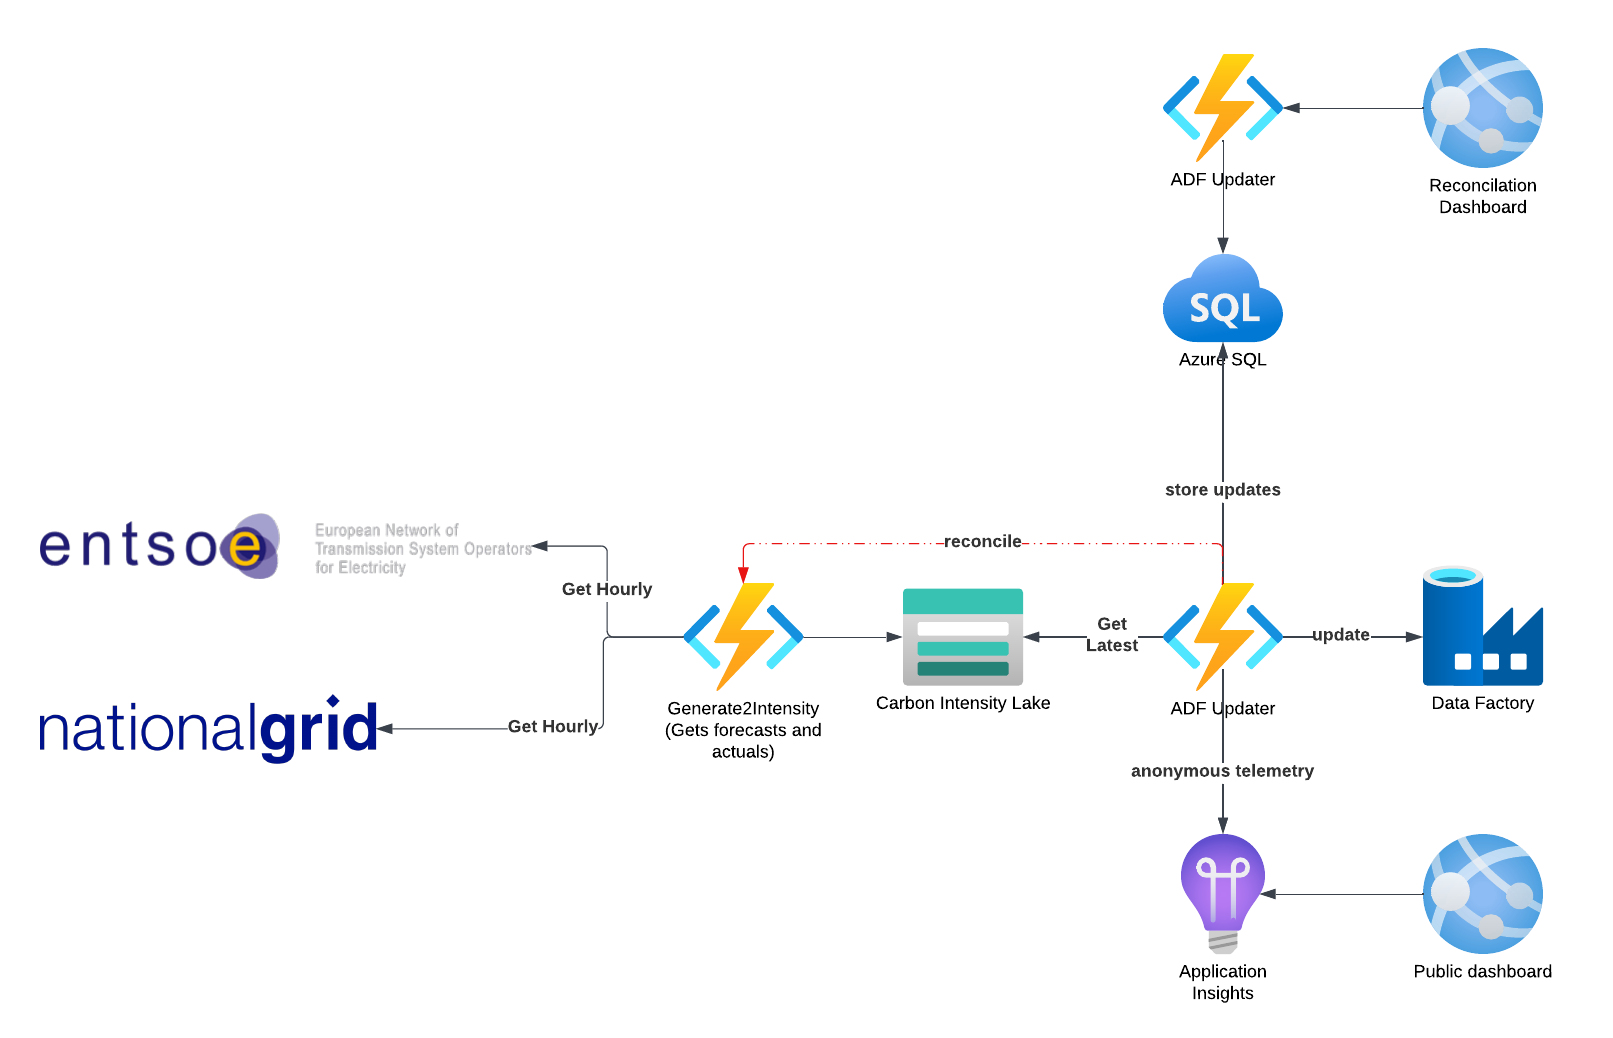 ADF Updater
Reconcilation
Dashboard
SQL
Azure SQL
store updates
entsoe
European Network of
Transmission System Operators
for Electricity
reconcile
Get Hourly
Get
Latest
update
nationalgrid
Get Hourly
Generate2Intensity
(Gets forecasts and
actuals)
Carbon Intensity Lake
ADF Updater
Data Factory
anonymous telemetry
Application
Insights
Public dashboard